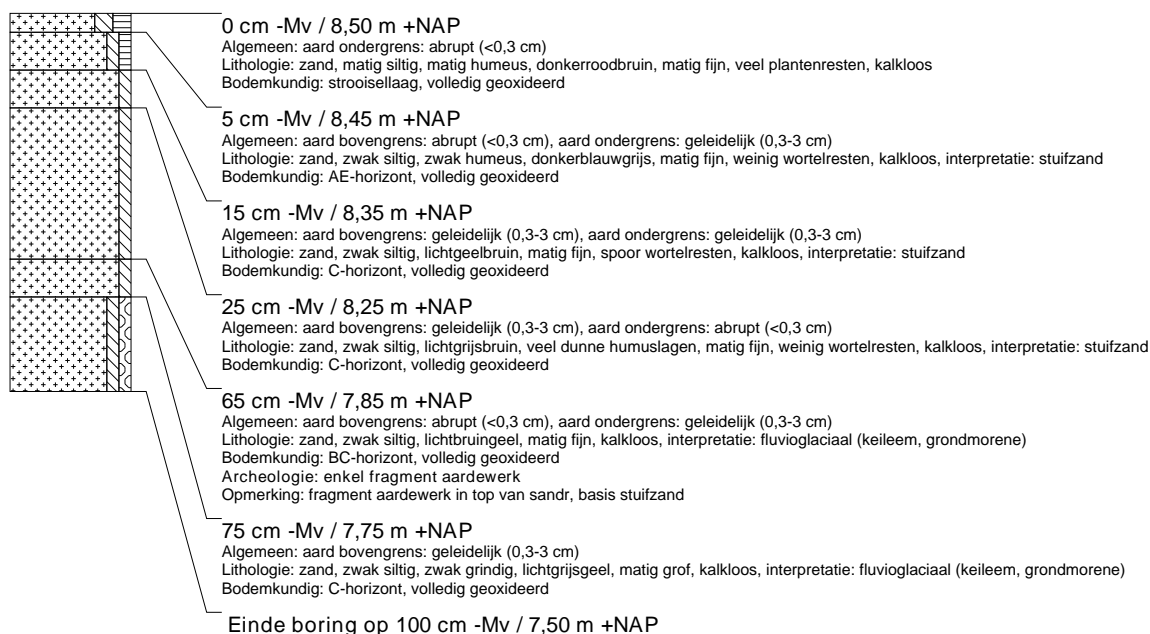 0 cm -Mv / 8,50 m +NAP
Algemeen: aard ondergrens: abrupt (<0,3 cm)
Lithologie: zand, matig siltig, matig humeus, donkerroodbruin, matig fijn, veel plantenresten, kalkloos
Bodemkundig: strooisellaag, volledig geoxideerd
5 cm -Mv / 8,45 m +NAP
Algemeen: aard bovengrens: abrupt (<0,3 cm), aard ondergrens: geleidelijk (0,3-3 cm)
Lithologie: zand, zwak siltig, zwak humeus, donkerblauwgrijs, matig fijn, weinig wortelresten, kalkloos, interpretatie: stuifzand
Bodemkundig: AE-horizont, volledig geoxideerd
15 cm -Mv / 8,35 m +NAP
Algemeen: aard bovengrens: geleidelijk (0,3-3 cm), aard ondergrens: geleidelijk (0,3-3 cm)
Lithologie: zand, zwak siltig, lichtgeelbruin, matig fijn, spoor wortelresten, kalkloos, interpretatie: stuifzand
Bodemkundig: C-horizont, volledig geoxideerd
25 cm -Mv / 8,25 m +NAP
Algemeen: aard bovengrens: geleidelijk (0,3-3 cm), aard ondergrens: abrupt (<0,3 cm)
Lithologie: zand, zwak siltig, lichtgrijsbruin, veel dunne humuslagen, matig fijn, weinig wortelresten, kalkloos, interpretatie: stuifzand
Bodemkundig: C-horizont, volledig geoxideerd
65 cm -Mv / 7,85 m +NAP
Algemeen: aard bovengrens: abrupt (<0,3 cm), aard ondergrens: geleidelijk (0,3-3 cm)
Lithologie: zand, zwak siltig, lichtbruingeel, matig fijn, kalkloos, interpretatie: fluvioglaciaal (keileem, grondmorene)
Bodemkundig: BC-horizont, volledig geoxideerd
Archeologie: enkel fragment aardewerk
Opmerking: fragment aardewerk in top van sandr, basis stuifzand
75 cm -Mv / 7,75 m +NAP
Algemeen: aard bovengrens: geleidelijk (0,3-3 cm)
Lithologie: zand, zwak siltig, zwak grindig, lichtgrijsgeel, matig grof, kalkloos, interpretatie: fluvioglaciaal (keileem, grondmorene)
Bodemkundig: C-horizont, volledig geoxideerd
Einde boring op 100 cm -Mv / 7,50 m +NAP